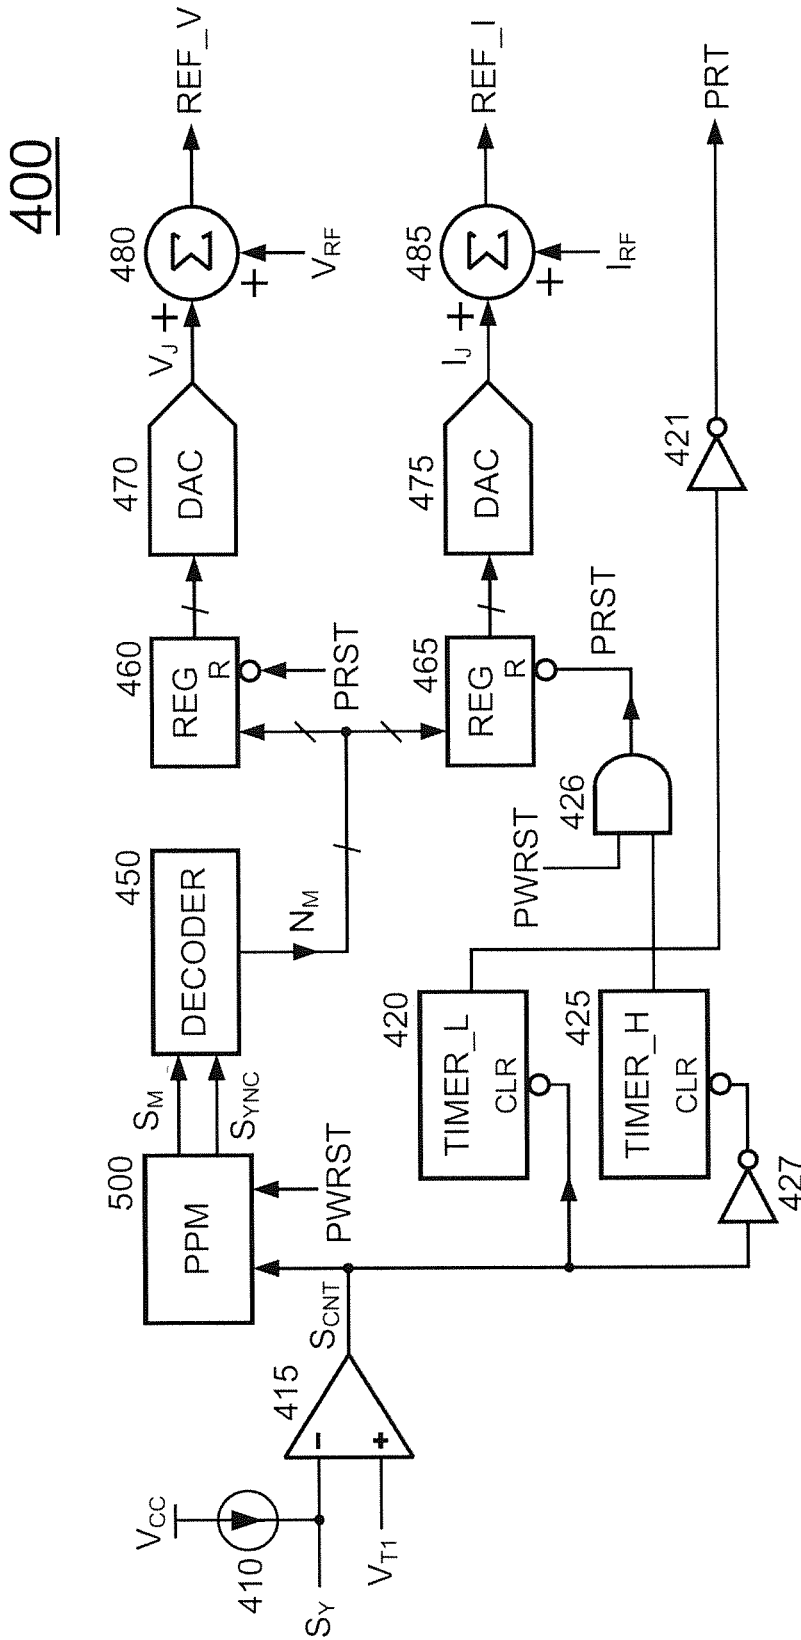 400
V_CC
410
S_Y
V_T1
415
S_CNT
500
PPM
PWRST
S_M
S_YNC
450
DECODER
N_M
460
REG
R
PRST
470
DAC
V_J
+
480
Σ
+
V_RF
REF_V
465
REG
R
PRST
475
DAC
I_J
+
485
Σ
+
I_RF
REF_I
420
TIMER_L
CLR
425
TIMER_H
CLR
427
PWRST
426
421
PRT
-
+